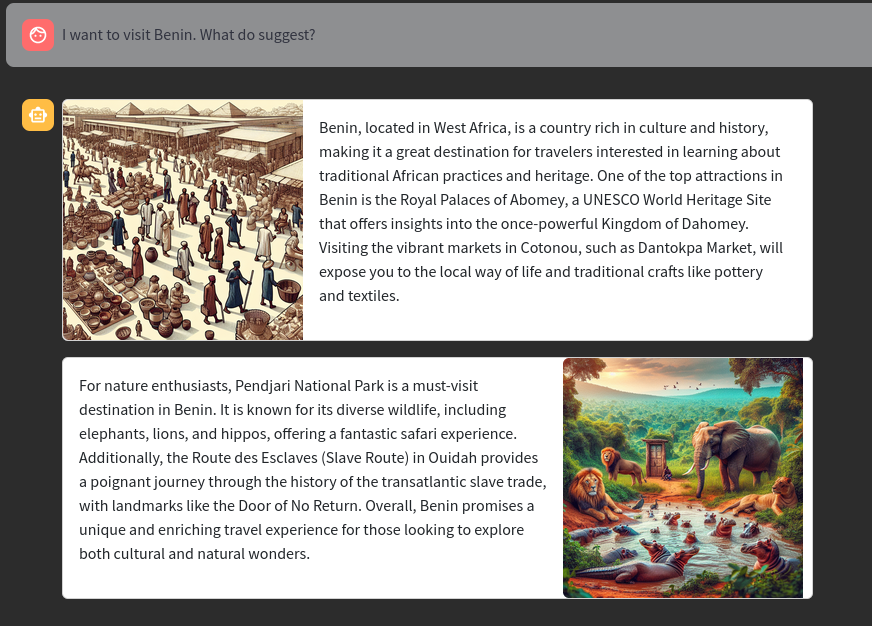 I want to visit Benin. What do suggest?
Benin, located in West Africa, is a country rich in culture and history,
making it a great destination for travelers interested in learning about
traditional African practices and heritage. One of the top attractions in
Benin is the Royal Palaces of Abomey, a UNESCO World Heritage Site
that offers insights into the once-powerful Kingdom of Dahomey.
Visiting the vibrant markets in Cotonou, such as Dantokpa Market, will
expose you to the local way of life and traditional crafts like pottery
and textiles.
For nature enthusiasts, Pendjari National Park is a must-visit
destination in Benin. It is known for its diverse wildlife, including
elephants, lions, and hippos, offering a fantastic safari experience.
Additionally, the Route des Esclaves (Slave Route) in Ouidah provides
a poignant journey through the history of the transatlantic slave trade,
with landmarks like the Door of No Return. Overall, Benin promises a
unique and enriching travel experience for those looking to explore
both cultural and natural wonders.